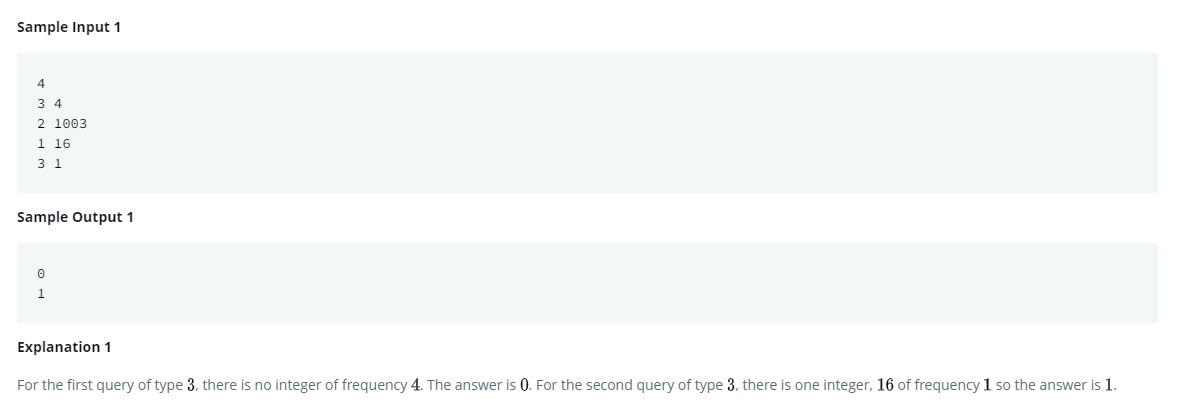 Sample Input 1
4
3 4
2 1003
1 16
3 1
Sample Output 1
0
1
Explanation 1
For the first query of type 3, there is no integer of frequency 4. The answer is 0. For the second query of type 3, there is one integer, 16 of frequency 1 so the answer is 1.